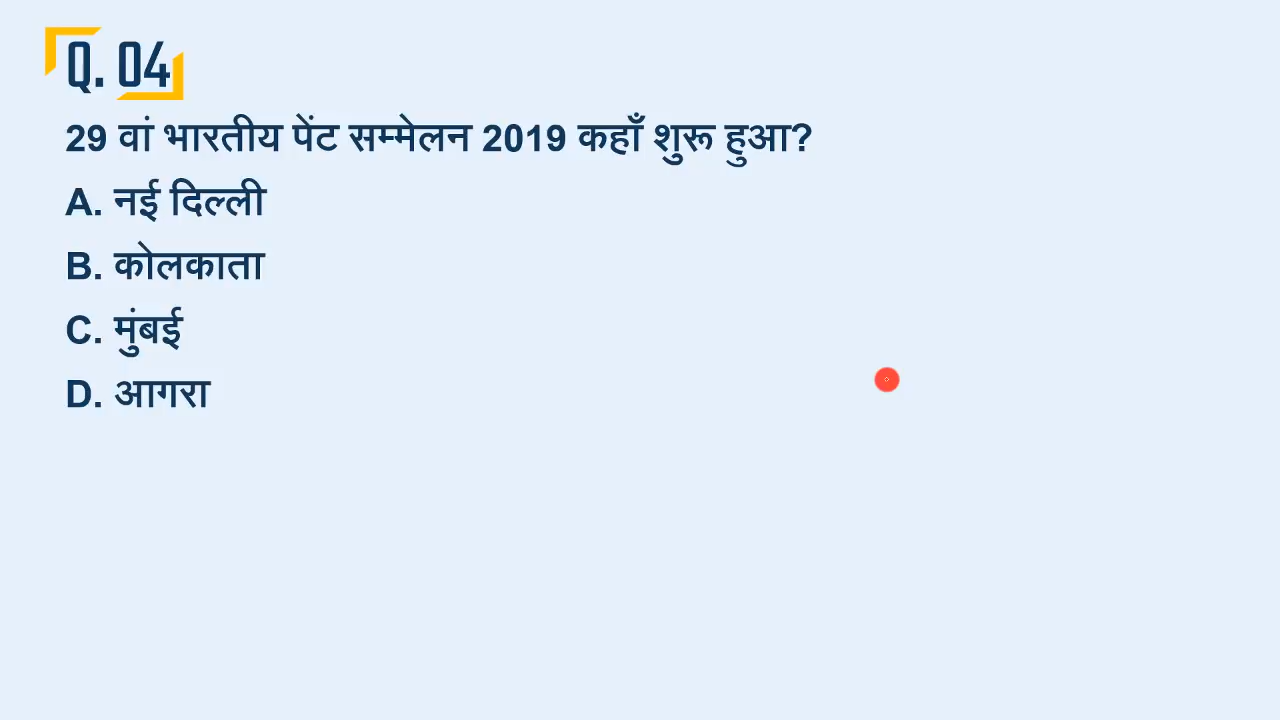 Q. 04
29 वां भारतीय पेंट सम्मेलन 2019 कहाँ शुरू हुआ?
A. नई दिल्ली
B. कोलकाता
C. मुंबई
D. आगरा